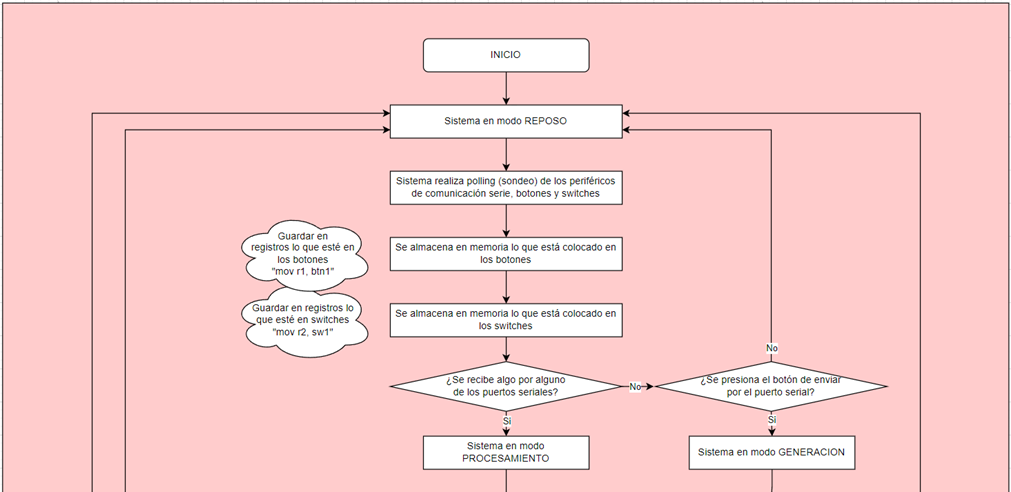 INICIO
Sistema en modo REPOSO
Sistema realiza polling (sondeo) de los periféricos
de comunicación serie, botones y switches
Guardar en
registros lo que esté en
los botones
"mov r1, btn1"
Se almacena en memoria lo que está colocado en
los botones
Guardar en registros lo
que esté en switches
"mov r2, sw1"
Se almacena en memoria lo que está colocado en
los switches
¿Se recibe algo por alguno
de los puertos seriales?
No
No
¿Se presiona el botón de enviar
por el puerto serial?
Si
Si
Sistema en modo
PROCESAMIENTO
Sistema en modo GENERACION